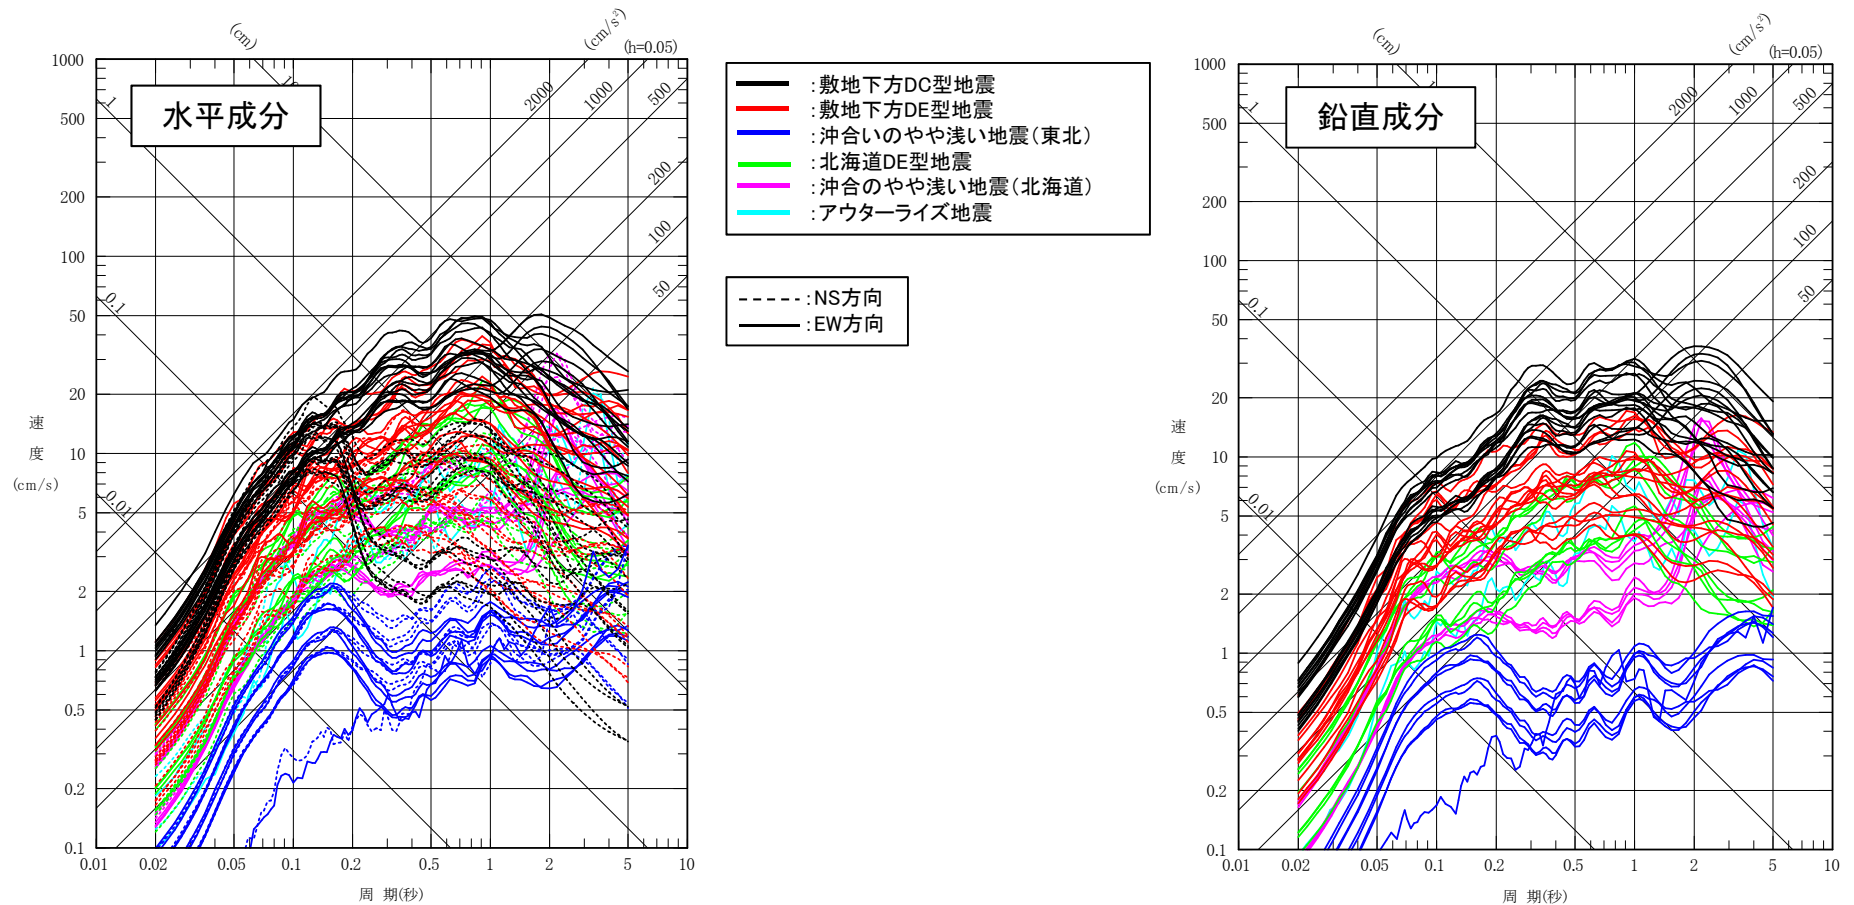 (cm)
(cm/s²)
(h=0.05)
水平成分
1000
500
200
100
50
20
10
5
2
1
0.5
0.2
0.1
速
度
(cm/s)
1
0.1
0.01
2000
1000
500
200
100
50
0.01
0.02
0.05
0.1
0.2
0.5
1
2
5
10
周 期(秒)
:敷地下方DC型地震
:敷地下方DE型地震
:沖合いのやや浅い地震(東北)
:北海道DE型地震
:沖合のやや浅い地震(北海道)
:アウターライズ地震
:NS方向
:EW方向
(cm)
(cm/s²)
(h=0.05)
鉛直成分
1000
500
200
100
50
20
10
5
2
1
0.5
0.2
0.1
速
度
(cm/s)
1
0.1
0.01
2000
1000
500
200
100
50
0.01
0.02
0.05
0.1
0.2
0.5
1
2
5
10
周 期(秒)